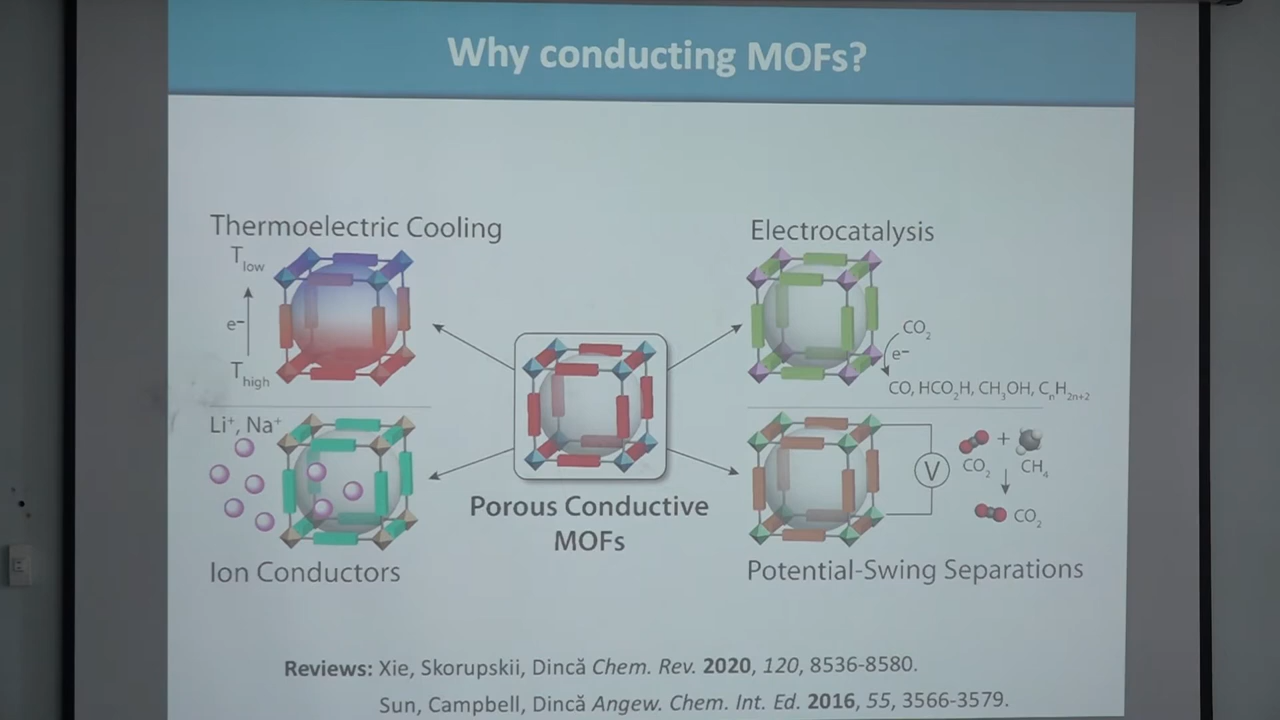 Why conducting MOFs?
Thermoelectric Cooling
T_low
e⁻
T_high
Electrocatalysis
CO₂
e⁻
CO, HCO₂H, CH₃OH, CₙH₂ₙ₊₂
Li⁺, Na⁺
Ion Conductors
Porous Conductive
MOFs
V
+
CO₂
CH₄
CO₂
Potential-Swing Separations
Reviews: Xie, Skorupskii, Dincă Chem. Rev. 2020, 120, 8536-8580.
Sun, Campbell, Dincă Angew. Chem. Int. Ed. 2016, 55, 3566-3579.